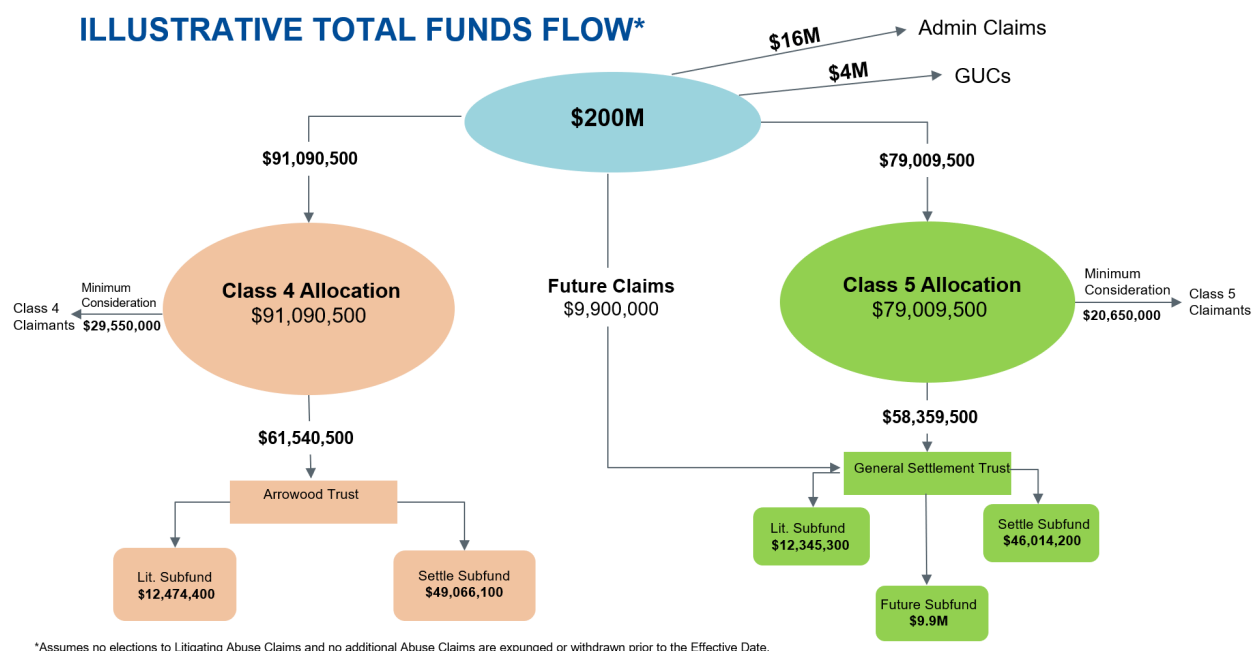 ILLUSTRATIVE TOTAL FUNDS FLOW*
$16M
Admin Claims
$4M
GUCs
$200M
$91,090,500
$79,009,500
Class 4 Allocation
$91,090,500
Minimum
Consideration
$29,550,000
Class 4
Claimants
Future Claims
$9,900,000
Class 5 Allocation
$79,009,500
Minimum
Consideration
$20,650,000
Class 5
Claimants
$61,540,500
$58,359,500
Arrowood Trust
General Settlement Trust
Lit. Subfund
$12,474,400
Settle Subfund
$49,066,100
Lit. Subfund
$12,345,300
Settle Subfund
$46,014,200
Future Subfund
$9.9M
*Assumes no elections to Litigating Abuse Claims and no additional Abuse Claims are expunged or withdrawn prior to the Effective Date.